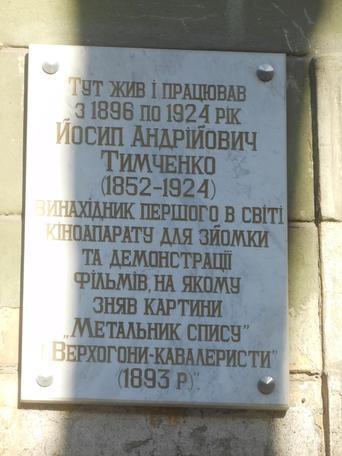 Тут жив і працював
з 1896 по 1924 рік
Йосип Андрійович
Тимченко
(1852-1924)
винахідник першого в світі
кіноапарату для зйомки
та демонстрації
фільмів, на якому
зняв картини
„Метальник спису"
і Верхогони-кавалеристи"
(1893 р)".